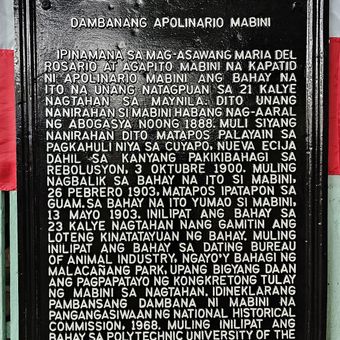 DAMBANANG APOLINARIO MABINI
IPINAMANA SA MAG-ASAWANG MARIA DEL
ROSARIO AT AGAPITO MABINI NA KAPATID
NI APOLINARIO MABINI ANG BAHAY NA
ITO NA UNANG NATAGPUAN SA 21 KALYE
NAGTAHAN SA MAYNILA. DITO UNANG
NANIRAHAN SI MABINI HABANG NAG-AARAL
NG ABOGASYA NOONG 1888. MULI SIYANG
NANIRAHAN DITO MATAPOS PALAYAIN SA
PAGKAHULI NIYA SA CUYAPO, NUEVA ECIJA
DAHIL SA KANYANG PAKIKIBAHAGI SA
REBOLUSYON, 3 OKTUBRE 1900. MULING
NAGBALIK SA BAHAY NA ITO SI MABINI,
26 PEBRERO 1903, MATAPOS IPATAPON SA
GUAM. SA BAHAY NA ITO YUMAO SI MABINI,
13 MAYO 1903. INILIPAT ANG BAHAY SA
23 KALYE NAGTAHAN NANG GAMITIN ANG
LOTENG KINATATAYUAN NG BAHAY. MULING
INILIPAT ANG BAHAY SA DATING BUREAU
OF ANIMAL INDUSTRY, NGAYO'Y BAHAGI NG
MALACAÑANG PARK, UPANG BIGYANG DAAN
ANG PAGPAPATAYO NG KONGKRETONG TULAY
NG MABINI SA NAGTAHAN. IDINEKLARANG
PAMBANSANG DAMBANA NI MABINI NA
PANGANGASIWAAN NG NATIONAL HISTORICAL
COMMISSION, 1968. MULING INILIPAT ANG
BAHAY SA POLYTECHNIC UNIVERSITY OF THE